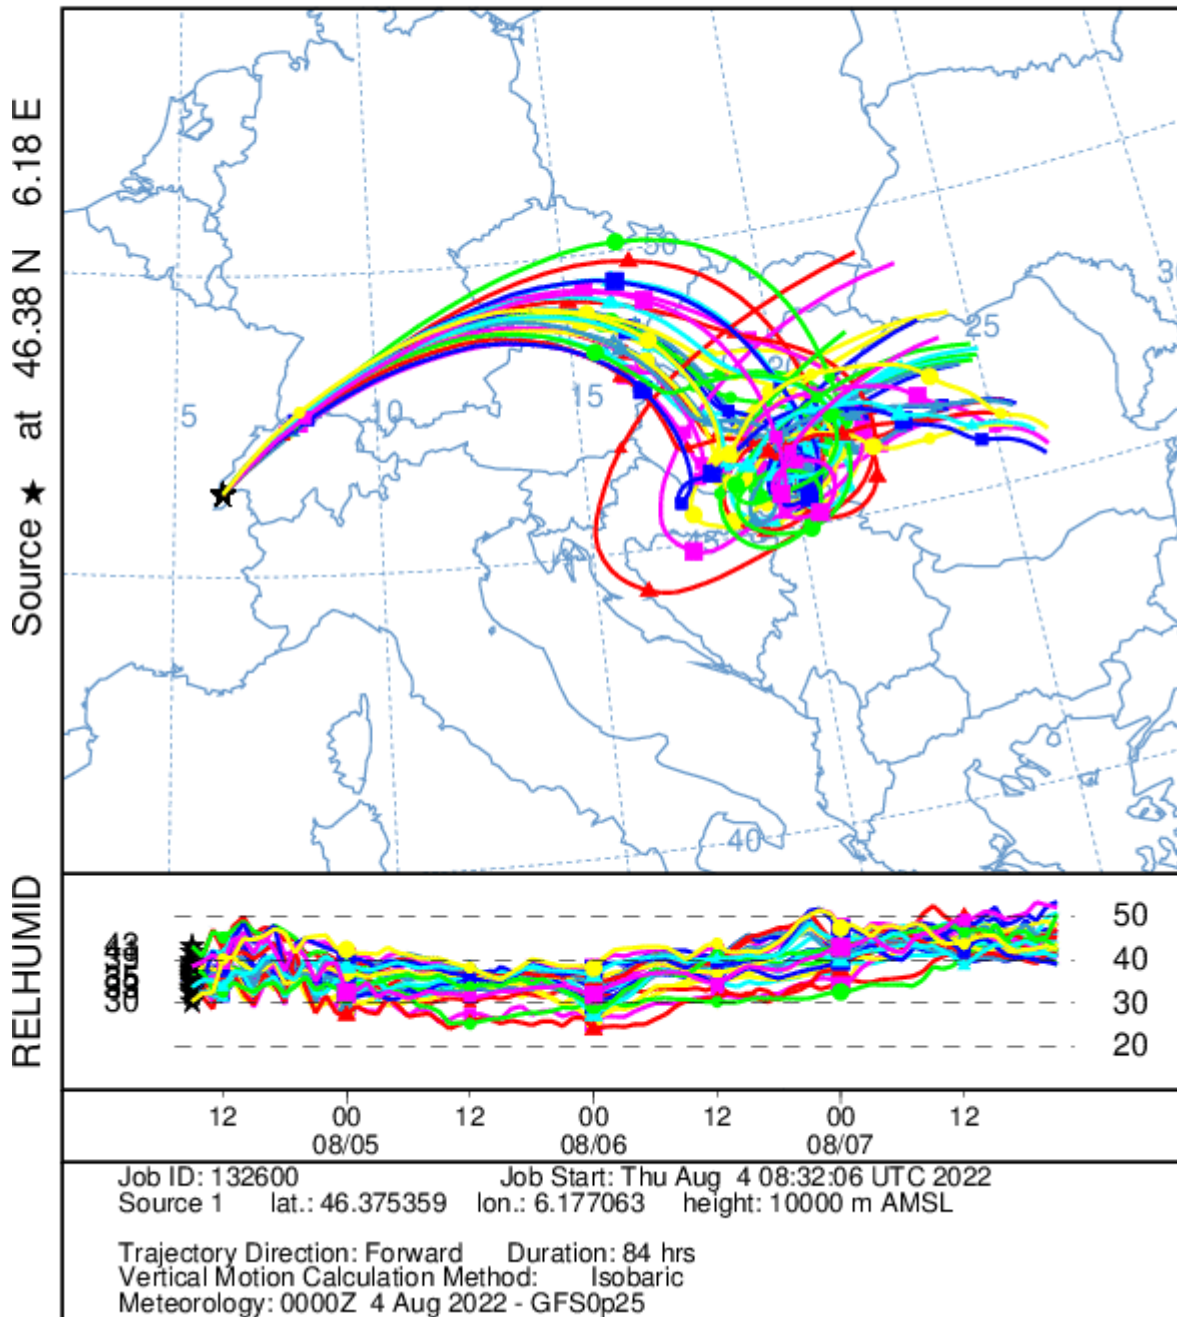 Source ★ at 46.38 N 6.18 E
50
30
25
20
5
10
15
45
40
RELHUMID
50
40
30
20
43
30
12 00 12 00 12 00 12
08/05 08/06 08/07
Job ID: 132600 Job Start: Thu Aug 4 08:32:06 UTC 2022
Source 1 lat.: 46.375359 lon.: 6.177063 height: 10000 m AMSL
Trajectory Direction: Forward Duration: 84 hrs
Vertical Motion Calculation Method: Isobaric
Meteorology: 0000Z 4 Aug 2022 - GFS0p25